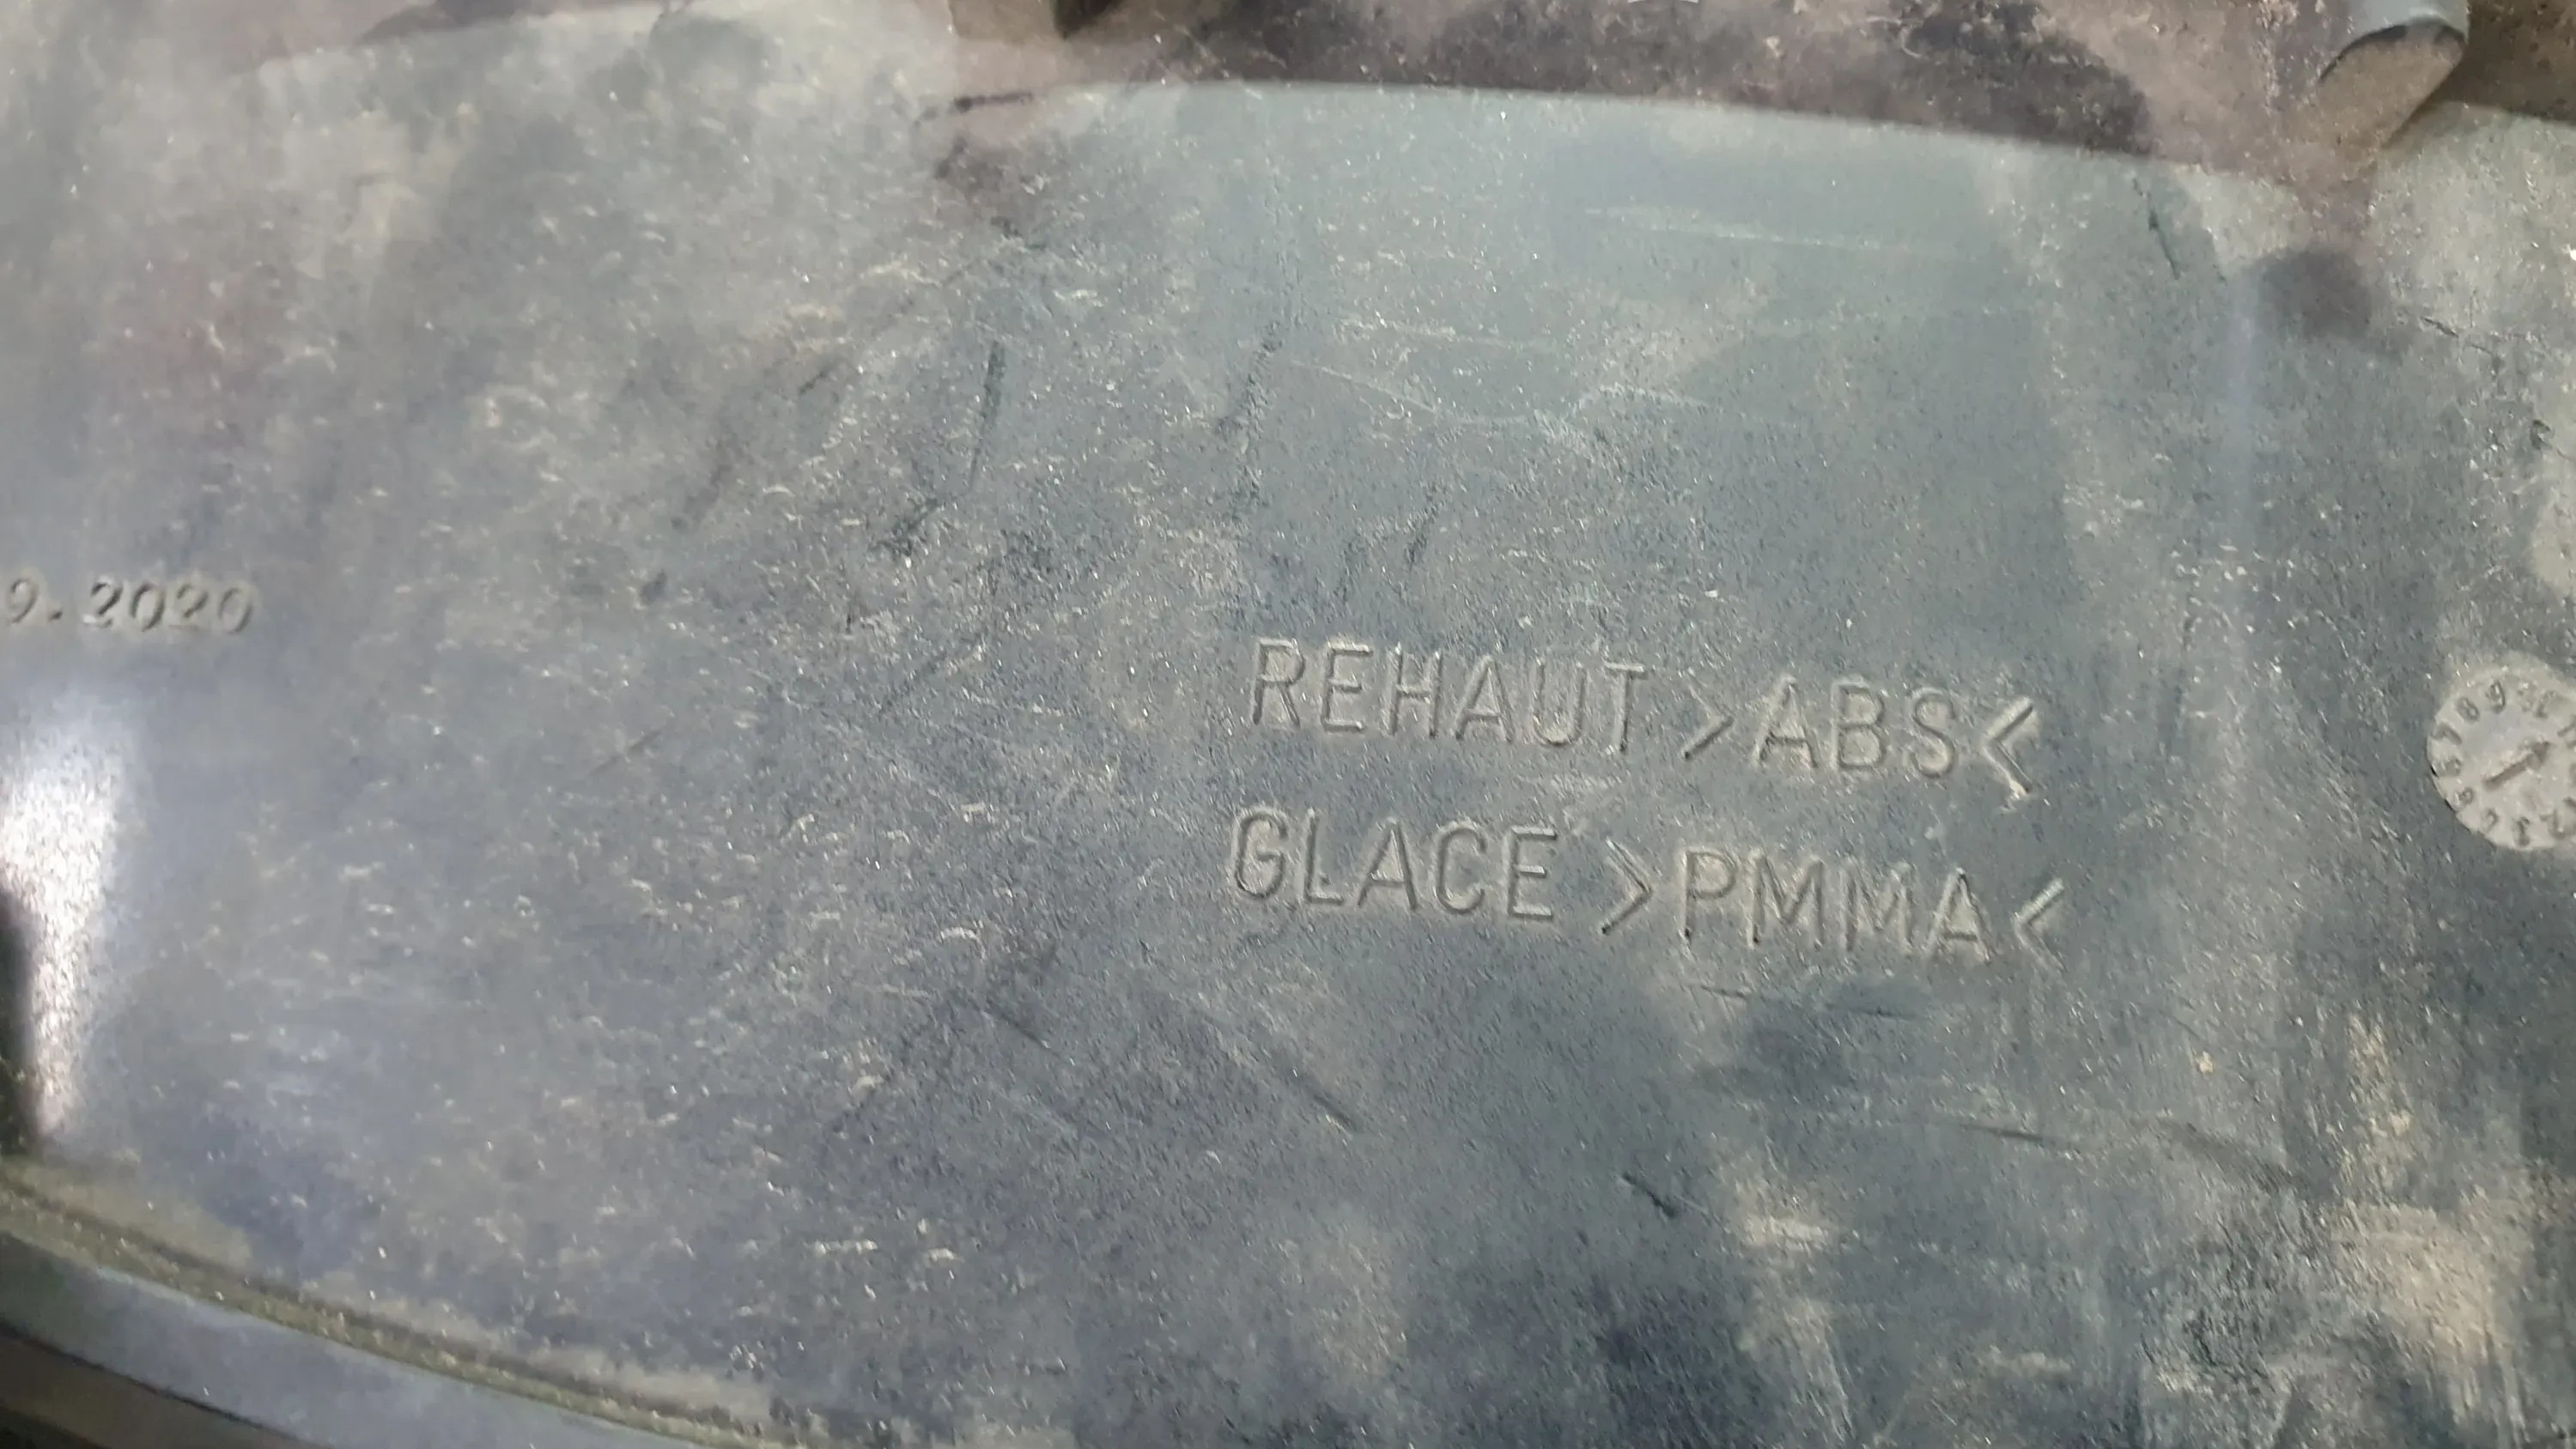 9.2020
REHAUT >ABS<
GLACE >PMMA<